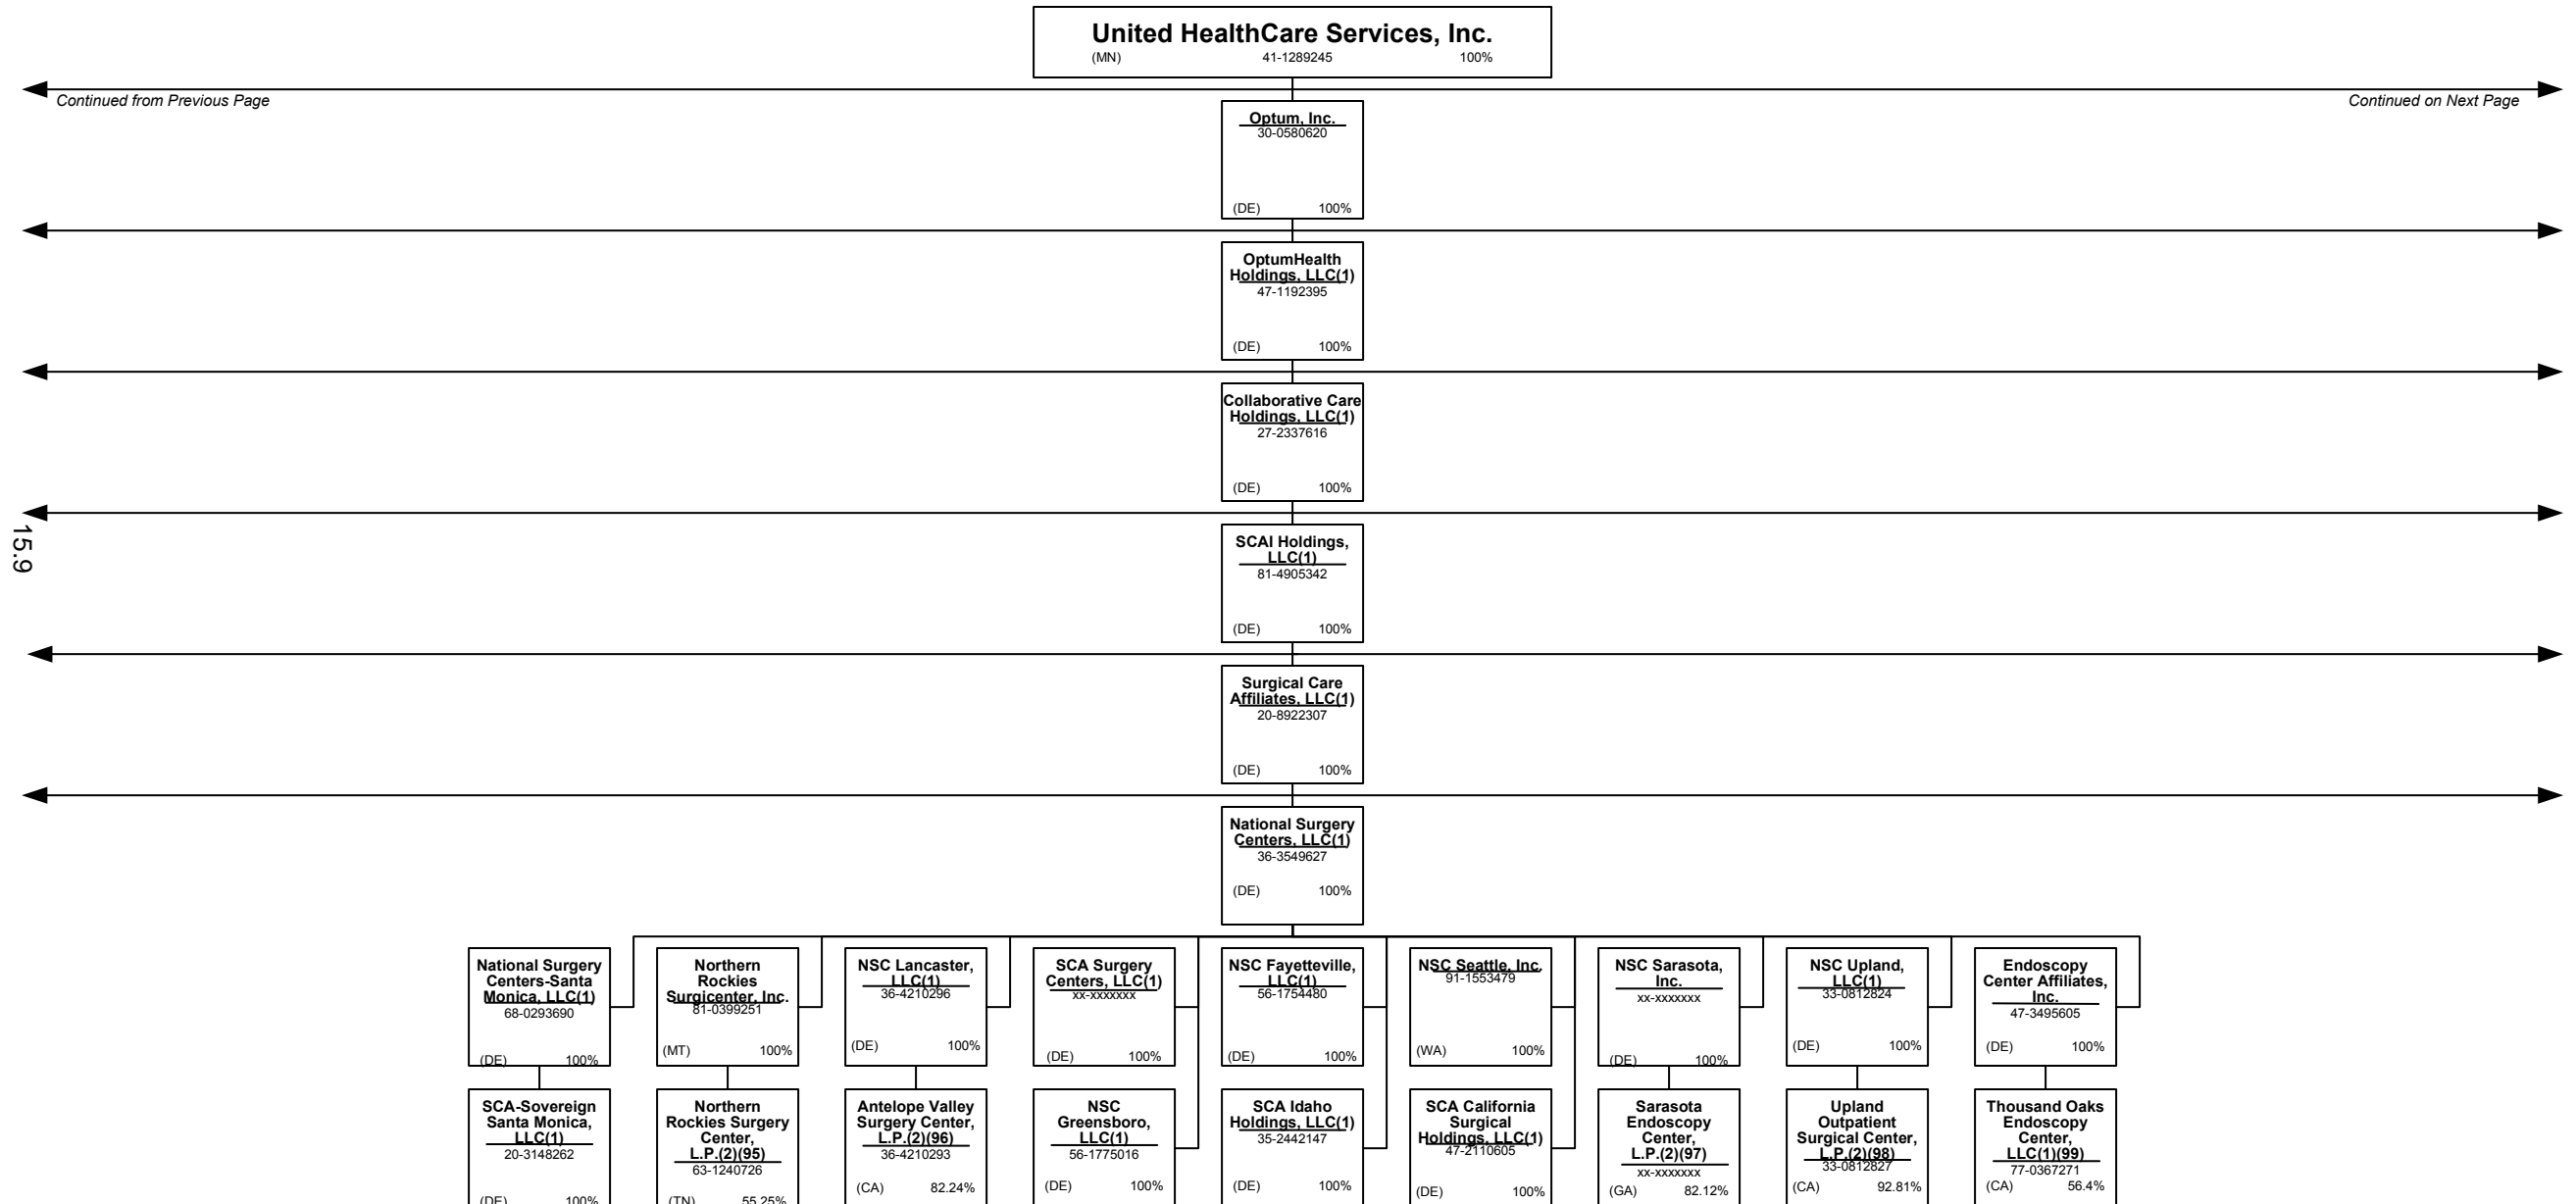 United HealthCare Services, Inc.
(MN) 41-1289245 100%
Continued from Previous Page
Continued on Next Page
Optum, Inc.
30-0580620
(DE) 100%
OptumHealth
Holdings, LLC(1)
47-1192395
(DE) 100%
Collaborative Care
Holdings, LLC(1)
27-2337616
(DE) 100%
15.9
SCAI Holdings,
LLC(1)
81-4905342
(DE) 100%
Surgical Care
Affiliates, LLC(1)
20-8922307
(DE) 100%
National Surgery
Centers, LLC(1)
36-3549627
(DE) 100%
National Surgery
Centers-Santa
Monica, LLC(1)
68-0293690
(DE) 100%
Northern
Rockies
Surgicenter, Inc.
81-0399251
(MT) 100%
NSC Lancaster,
LLC(1)
36-4210296
(DE) 100%
SCA Surgery
Centers, LLC(1)
xx-xxxxxxx
(DE) 100%
NSC Fayetteville,
LLC(1)
56-1754480
(DE) 100%
NSC Seattle, Inc.
91-1553479
(WA) 100%
NSC Sarasota,
Inc.
xx-xxxxxxx
(DE) 100%
NSC Upland,
LLC(1)
33-0812824
(DE) 100%
Endoscopy
Center Affiliates,
Inc.
47-3495605
(DE) 100%
SCA-Sovereign
Santa Monica,
LLC(1)
20-3148262
(DE) 100%
Northern
Rockies Surgery
Center,
L.P.(2)(95)
63-1240726
(TN) 55.25%
Antelope Valley
Surgery Center,
L.P.(2)(96)
36-4210293
(CA) 82.24%
NSC
Greensboro,
LLC(1)
56-1775016
(DE) 100%
SCA Idaho
Holdings, LLC(1)
35-2442147
(DE) 100%
SCA California
Surgical
Holdings, LLC(1)
47-2110605
(DE) 100%
Sarasota
Endoscopy
Center,
L.P.(2)(97)
xx-xxxxxxx
(GA) 82.12%
Upland
Outpatient
Surgical Center,
L.P.(2)(98)
33-0812827
(CA) 92.81%
Thousand Oaks
Endoscopy
Center,
LLC(1)(99)
77-0367271
(CA) 56.4%